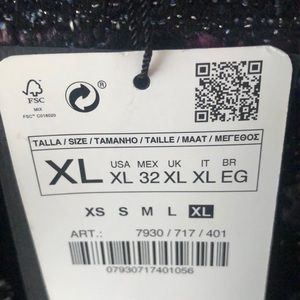 FSC
MIX
FSC® C018020
TALLA / SIZE / TAMANHO / TAILLE / MAAT / ΜΕΓΕΘΟΣ
XL USA MEX UK IT BR
XL 32 XL XL EG
XS S M L XL
ART.: 7930 / 717 / 401
07930717401056